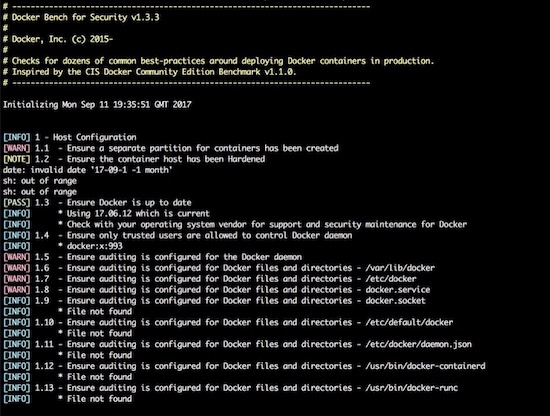 # ------------------------------------------------------------------------------
# Docker Bench for Security v1.3.3
#
# Docker, Inc. (c) 2015-
#
# Checks for dozens of common best-practices around deploying Docker containers in production.
# Inspired by the CIS Docker Community Edition Benchmark v1.1.0.
# ------------------------------------------------------------------------------
Initializing Mon Sep 11 19:35:51 GMT 2017
[INFO] 1 - Host Configuration
[WARN] 1.1  - Ensure a separate partition for containers has been created
[NOTE] 1.2  - Ensure the container host has been Hardened
date: invalid date '17-09-1 -1 month'
sh: out of range
sh: out of range
[PASS] 1.3  - Ensure Docker is up to date
[INFO]      * Using 17.06.12 which is current
[INFO]      * Check with your operating system vendor for support and security maintenance for Docker
[INFO] 1.4  - Ensure only trusted users are allowed to control Docker daemon
[INFO]      * docker:x:993
[WARN] 1.5  - Ensure auditing is configured for the Docker daemon
[WARN] 1.6  - Ensure auditing is configured for Docker files and directories - /var/lib/docker
[WARN] 1.7  - Ensure auditing is configured for Docker files and directories - /etc/docker
[WARN] 1.8  - Ensure auditing is configured for Docker files and directories - docker.service
[INFO] 1.9  - Ensure auditing is configured for Docker files and directories - docker.socket
[INFO]      * File not found
[INFO] 1.10 - Ensure auditing is configured for Docker files and directories - /etc/default/docker
[INFO]      * File not found
[INFO] 1.11 - Ensure auditing is configured for Docker files and directories - /etc/docker/daemon.json
[INFO]      * File not found
[INFO] 1.12 - Ensure auditing is configured for Docker files and directories - /usr/bin/docker-containerd
[INFO]      * File not found
[INFO] 1.13 - Ensure auditing is configured for Docker files and directories - /usr/bin/docker-runc
[INFO]      * File not found